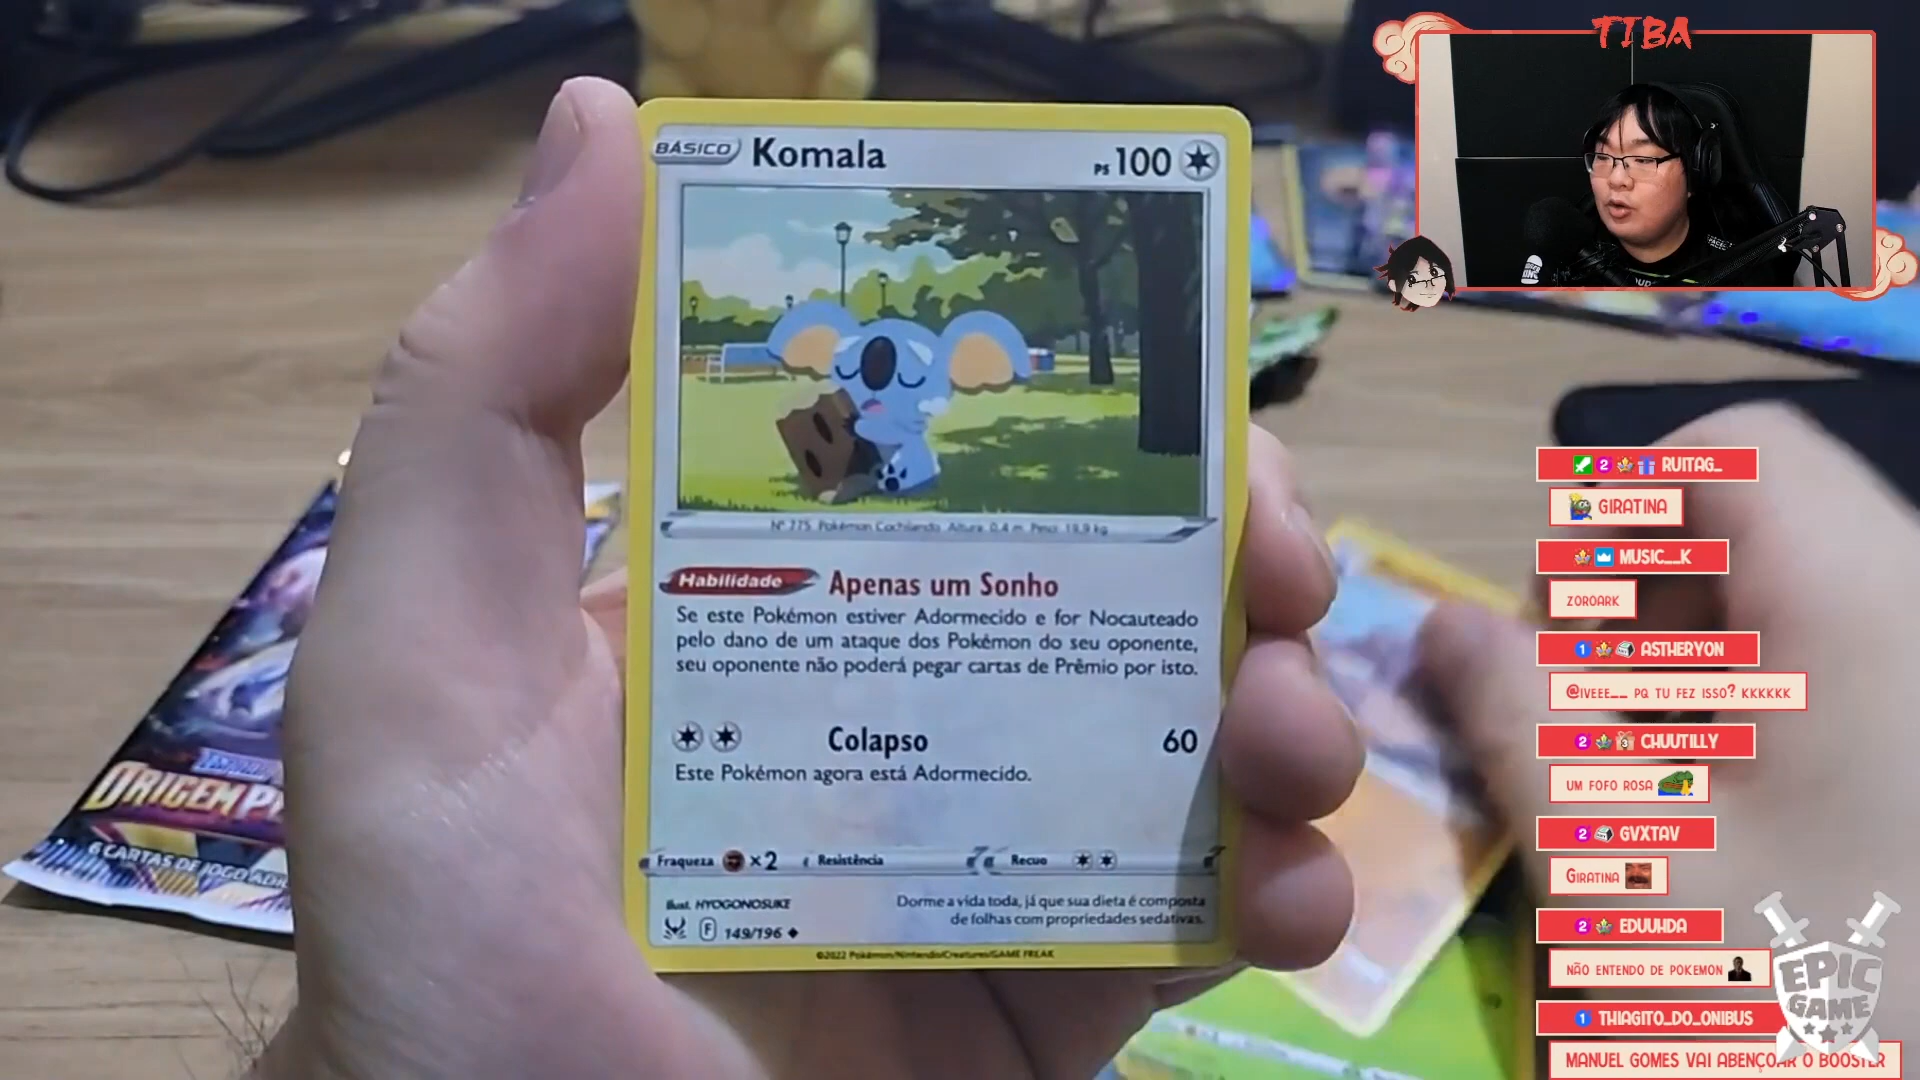 TIBA
BÁSICO Komala PS 100
Nº 775 Pokémon Cochilando Altura: 0,4 m Peso: 19,9 kg
Habilidade Apenas um Sonho
Se este Pokémon estiver Adormecido e for Nocauteado
pelo dano de um ataque dos Pokémon do seu oponente,
seu oponente não poderá pegar cartas de Prêmio por isto.
Colapso 60
Este Pokémon agora está Adormecido.
Fraqueza ×2 Resistência Recuo
Illust. HYOGONOSUKE
Dorme a vida toda, já que sua dieta é composta
de folhas com propriedades sedativas.
F 149/196
©2022 Pokémon/Nintendo/Creatures/GAME FREAK
ORIGEM P
6 CARTAS DE JOGO ADI
2 RUITAG_
GIRATINA
MUSIC__K
ZOROARK
1 ASTHERYON
@IVEEE__ PQ TU FEZ ISSO? KKKKKK
2 3 CHUUTILLY
UM FOFO ROSA
2 GVXTAV
GIRATINA
2 EDUUHDA
NÃO ENTENDO DE POKEMON
1 THIAGITO_DO_ONIBUS
MANUEL GOMES VAI ABENÇOAR O BOOSTER
EPIC
GAME